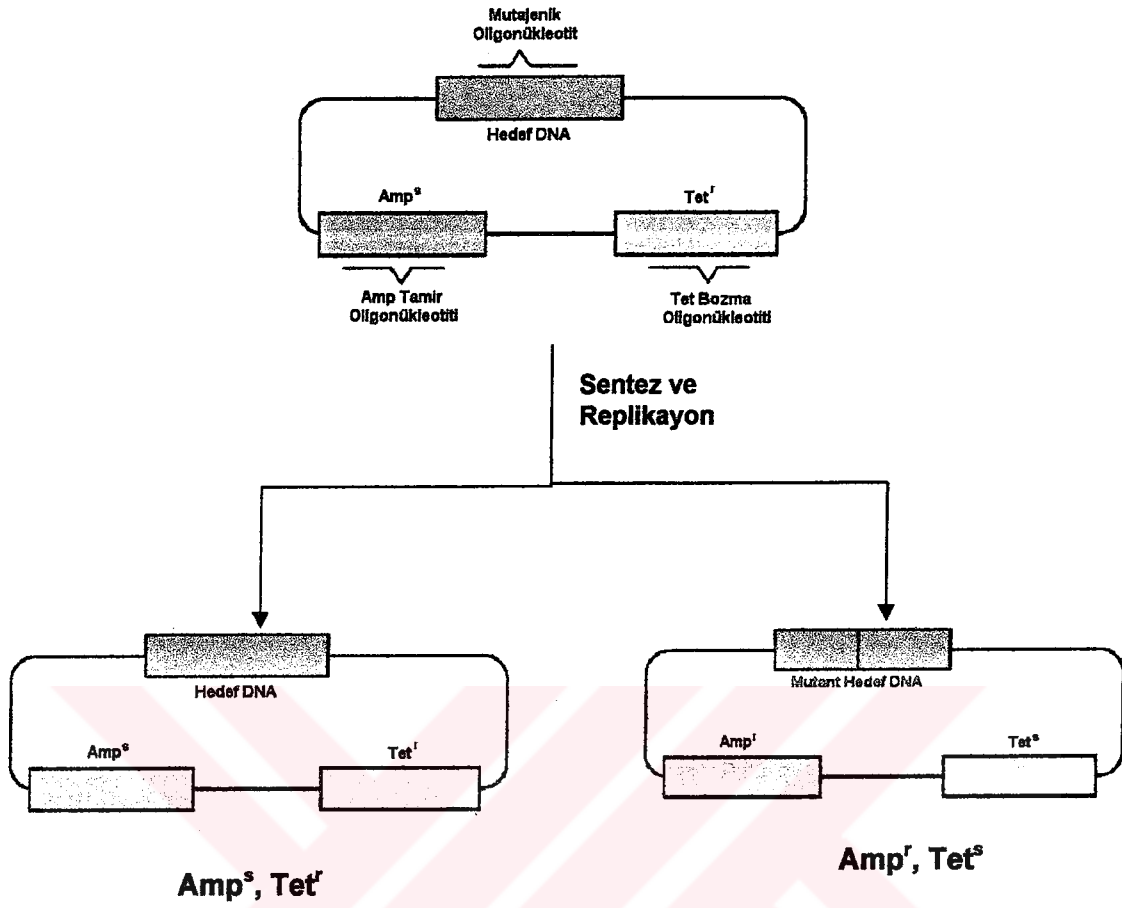 Mutajenik
Oligonükleotit
Hedef DNA
Amp^s
Tet^r
Amp Tamir
Oligonükleotiti
Tet Bozma
Oligonükleotiti
Sentez ve
Replikayon
Hedef DNA
Amp^s
Tet^r
Mutant Hedef DNA
Amp^r
Tet^s
Amp^s, Tet^r
Amp^r, Tet^s